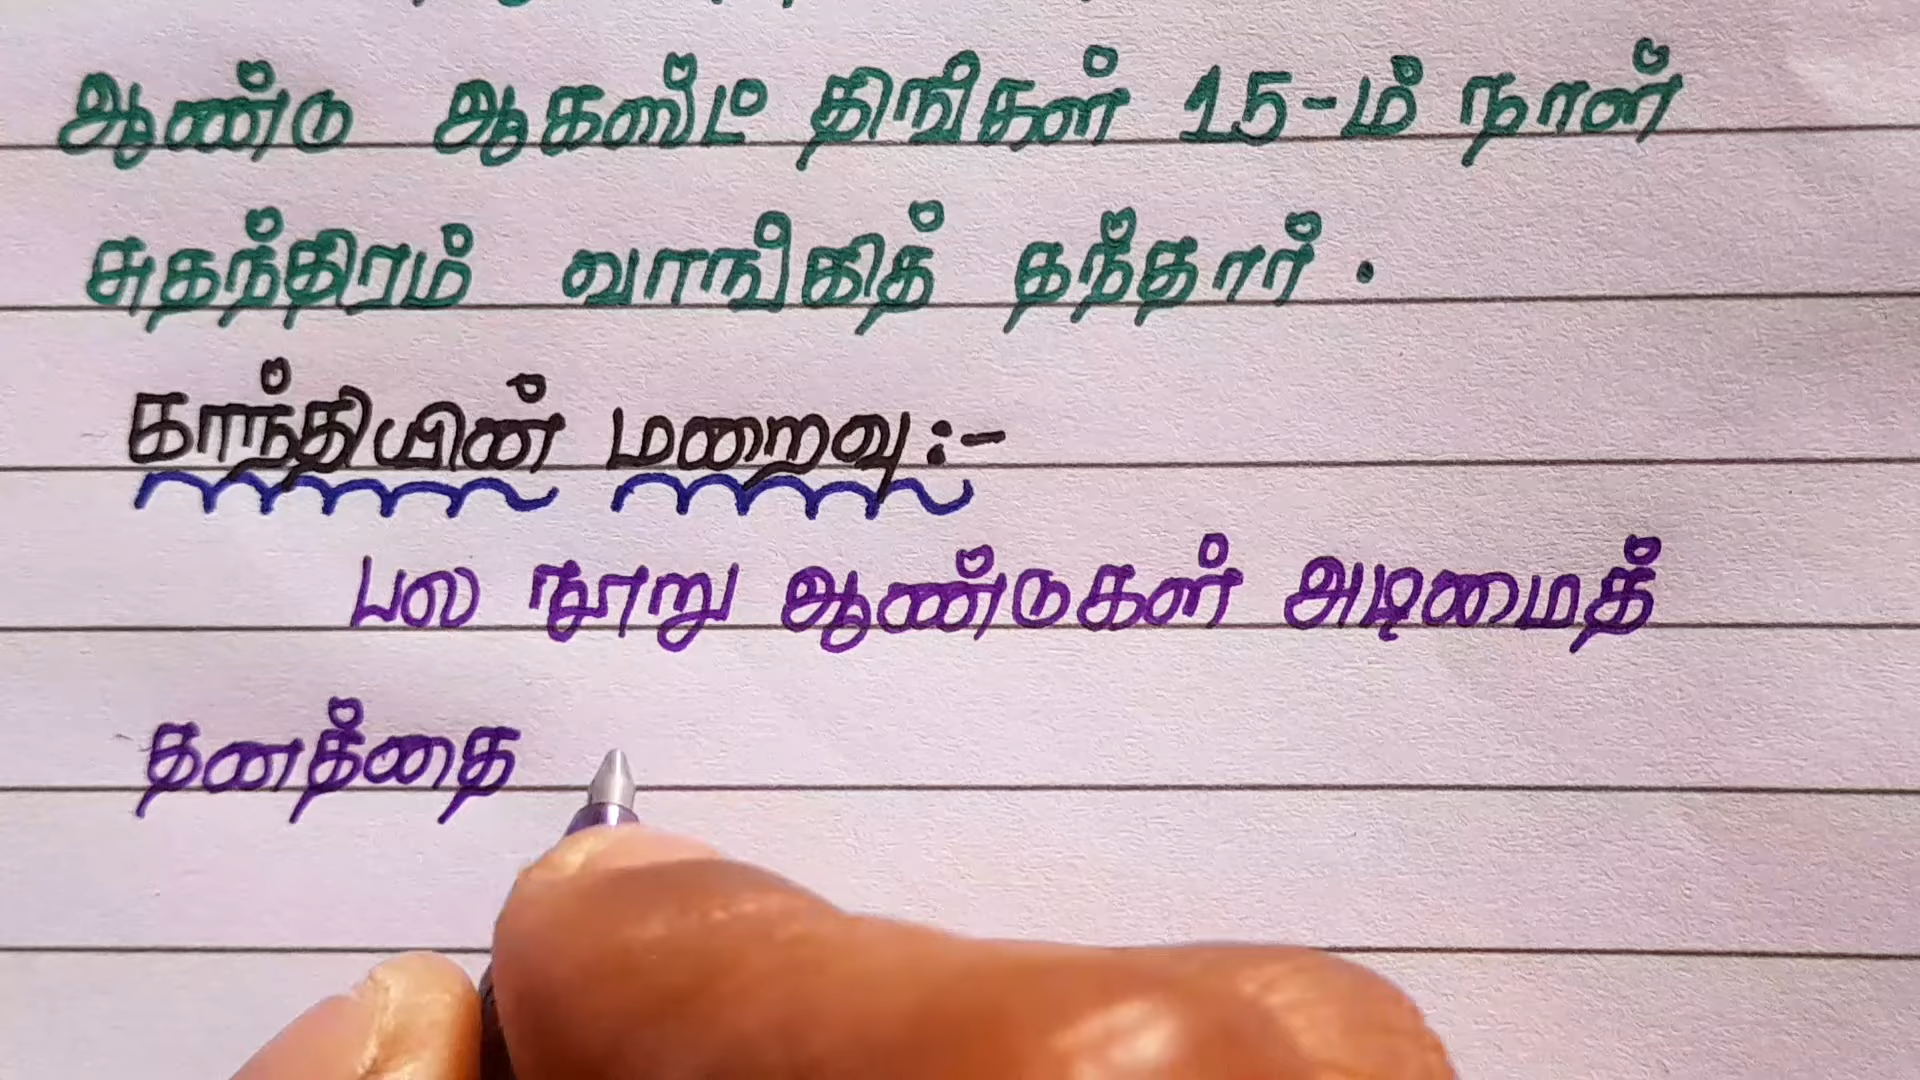 ஆண்டு ஆகஸ்ட் திங்கள் 15-ம் நாள்
சுதந்திரம் வாங்கித் தந்தார்.
காந்தியின் மறைவு:-
பல நூறு ஆண்டுகள் அடிமைத்
தனத்தை